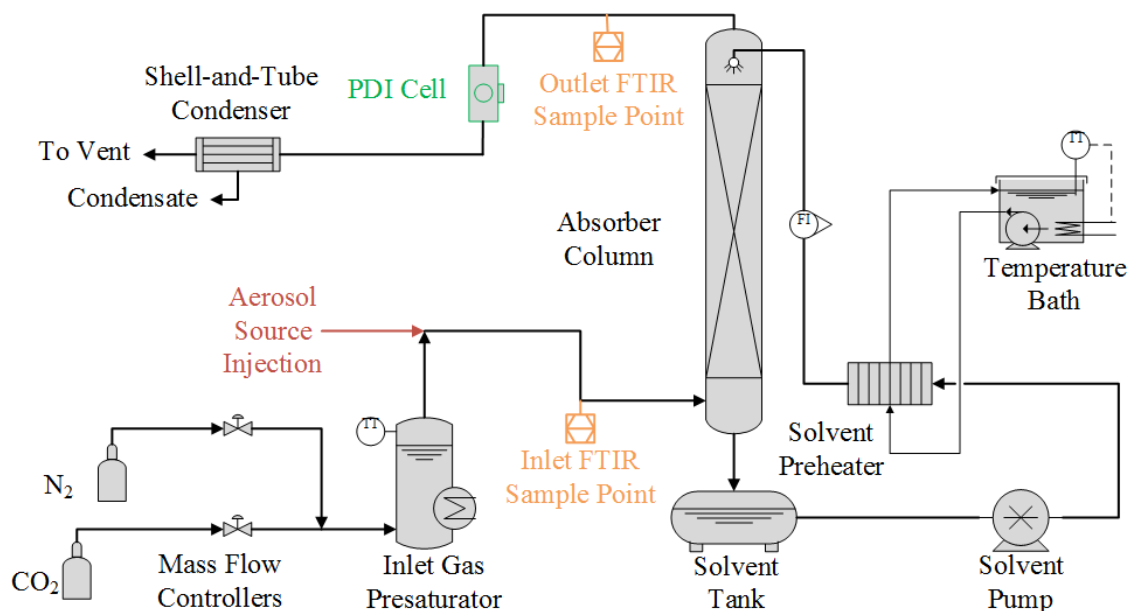 Shell-and-Tube
Condenser
PDI Cell
Outlet FTIR
Sample Point
To Vent
Condensate
TT
FI
Absorber
Column
Temperature
Bath
Aerosol
Source
Injection
TT
Solvent
Preheater
Inlet FTIR
Sample Point
N₂
CO₂
Mass Flow
Controllers
Inlet Gas
Presaturator
Solvent
Tank
Solvent
Pump